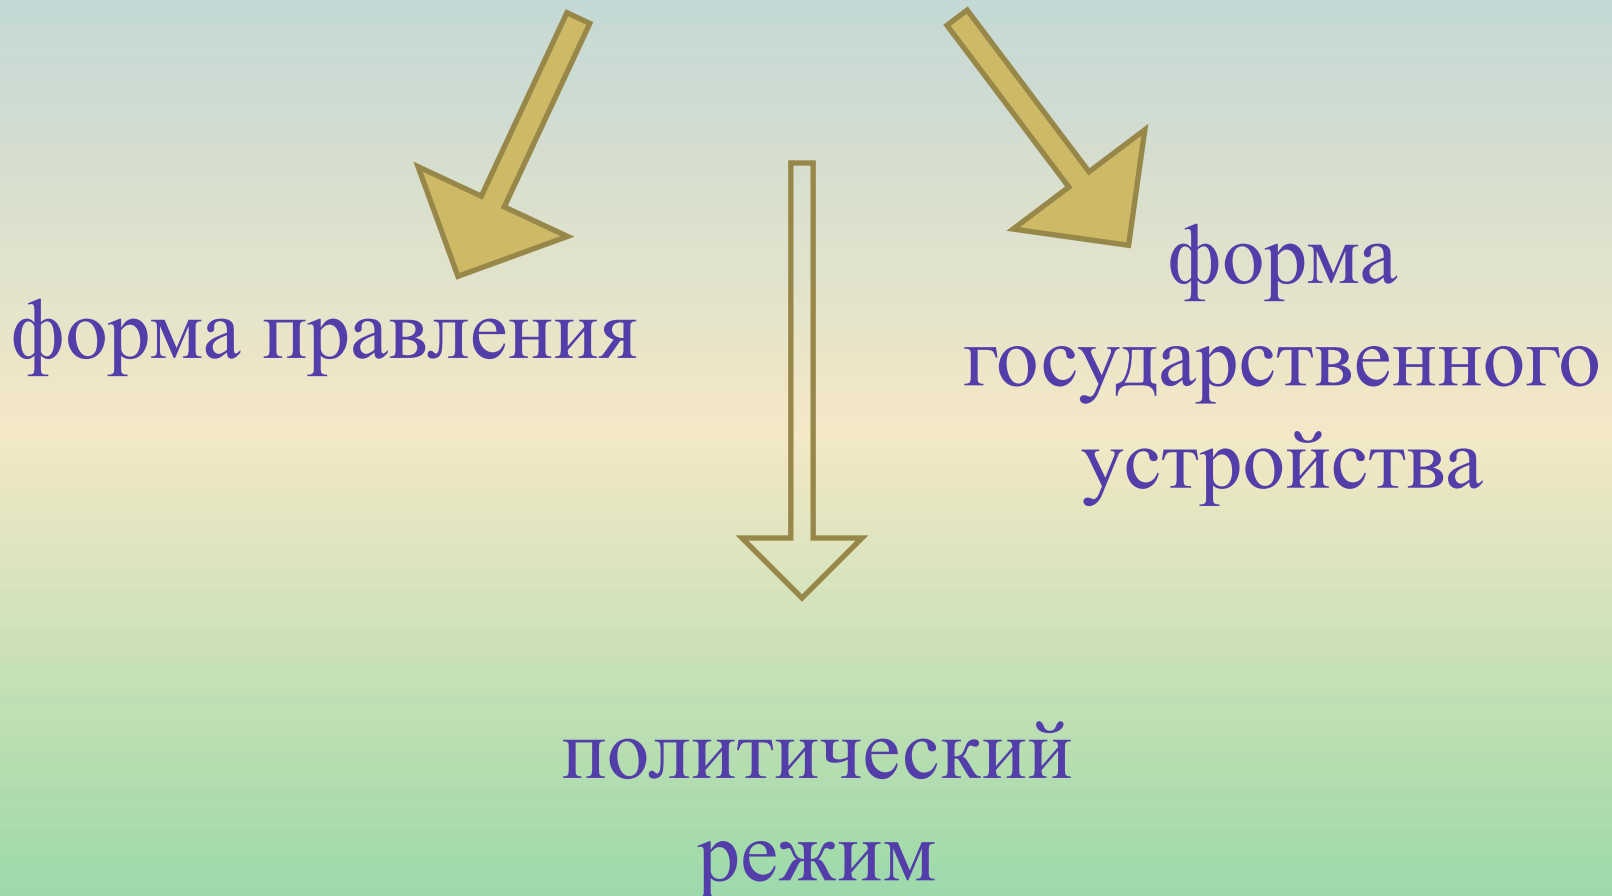 форма правления
форма
государственного
устройства
политический
режим